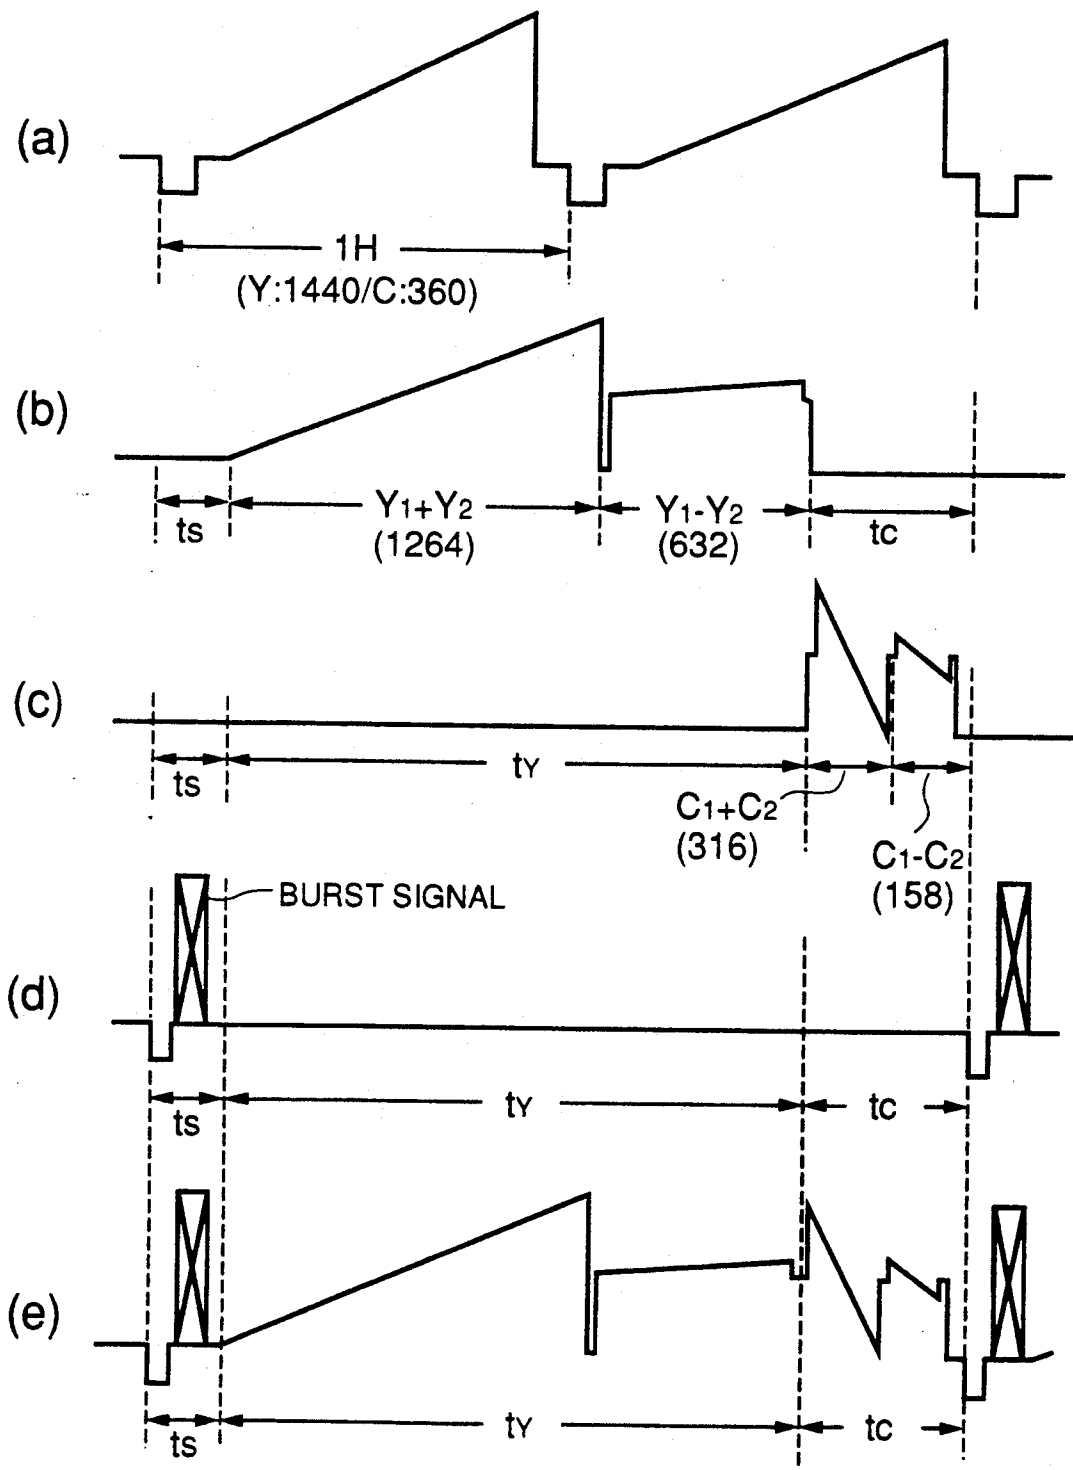 (a)
1H
(Y:1440/C:360)
(b)
ts
Y1+Y2
(1264)
Y1-Y2
(632)
tc
(c)
ts
tY
C1+C2
(316)
C1-C2
(158)
BURST SIGNAL
(d)
ts
tY
tc
(e)
ts
tY
tc